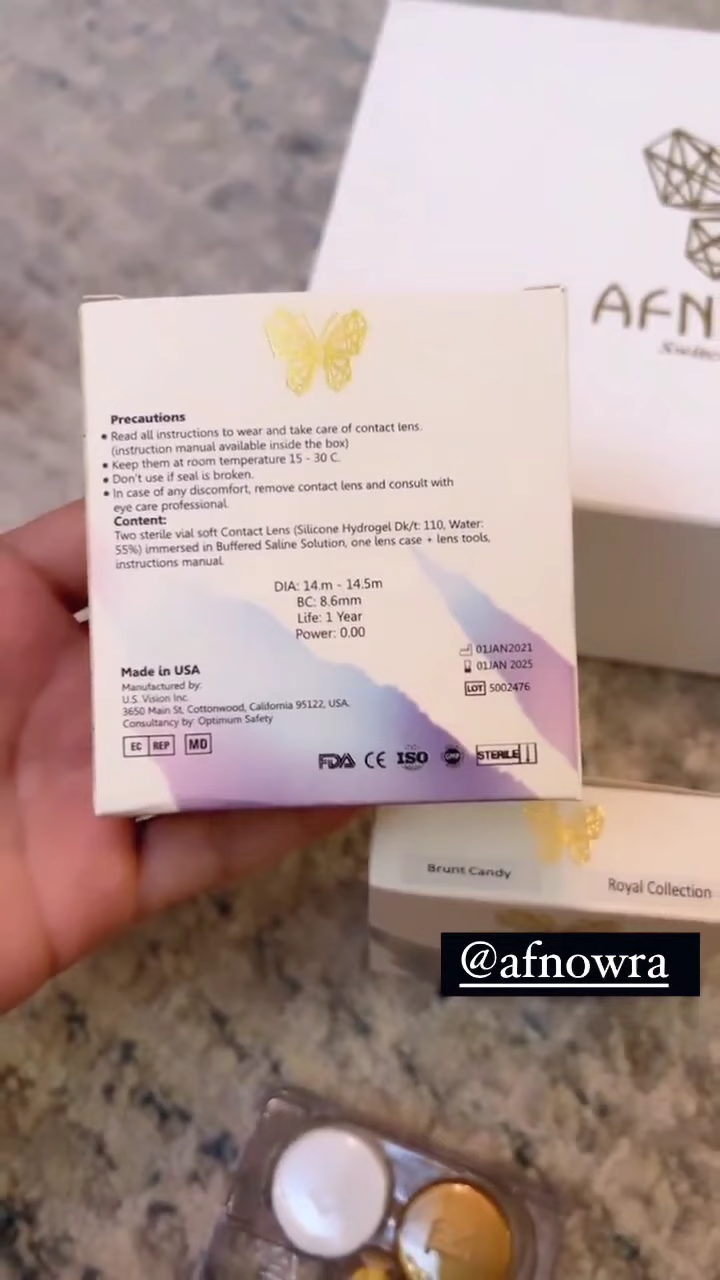 AFN
Precautions
• Read all instructions to wear and take care of contact lens.
(instruction manual available inside the box)
• Keep them at room temperature 15 - 30 C.
• Don't use if seal is broken.
• In case of any discomfort, remove contact lens and consult with
eye care professional.
Content:
Two sterile vial soft Contact Lens (Silicone Hydrogel Dk/t: 110, Water:
55%) immersed in Buffered Saline Solution, one lens case + lens tools,
instructions manual.
DIA: 14.m - 14.5m
BC: 8.6mm
Life: 1 Year
Power: 0.00
01JAN2021
01JAN 2025
LOT 5002476
Made in USA
Manufactured by:
U.S. Vision Inc.
3650 Main St, Cottonwood, California 95122, USA.
Consultancy by: Optimum Safety
EC REP MD
FDA CE ISO GMP STERILE
Brunt Candy
Royal Collection
@afnowra